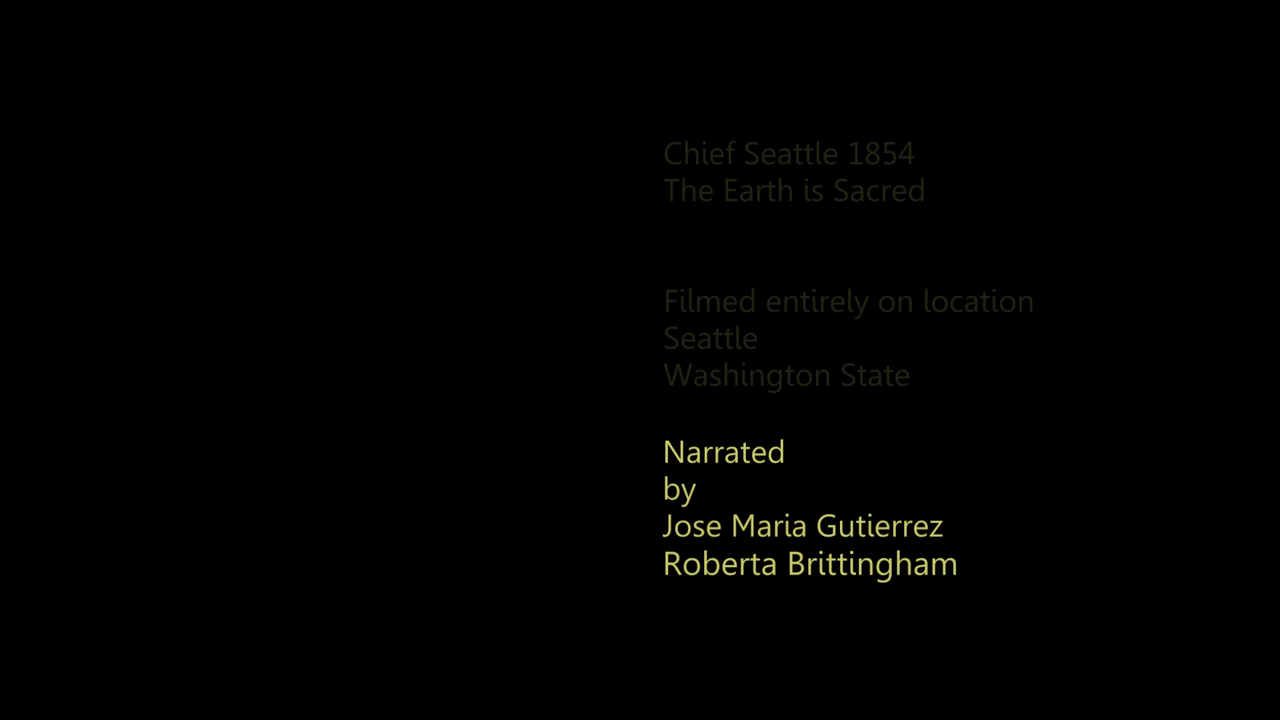 Chief Seattle 1854
The Earth is Sacred
Filmed entirely on location
Seattle
Washington State
Narrated
by
Jose Maria Gutierrez
Roberta Brittingham